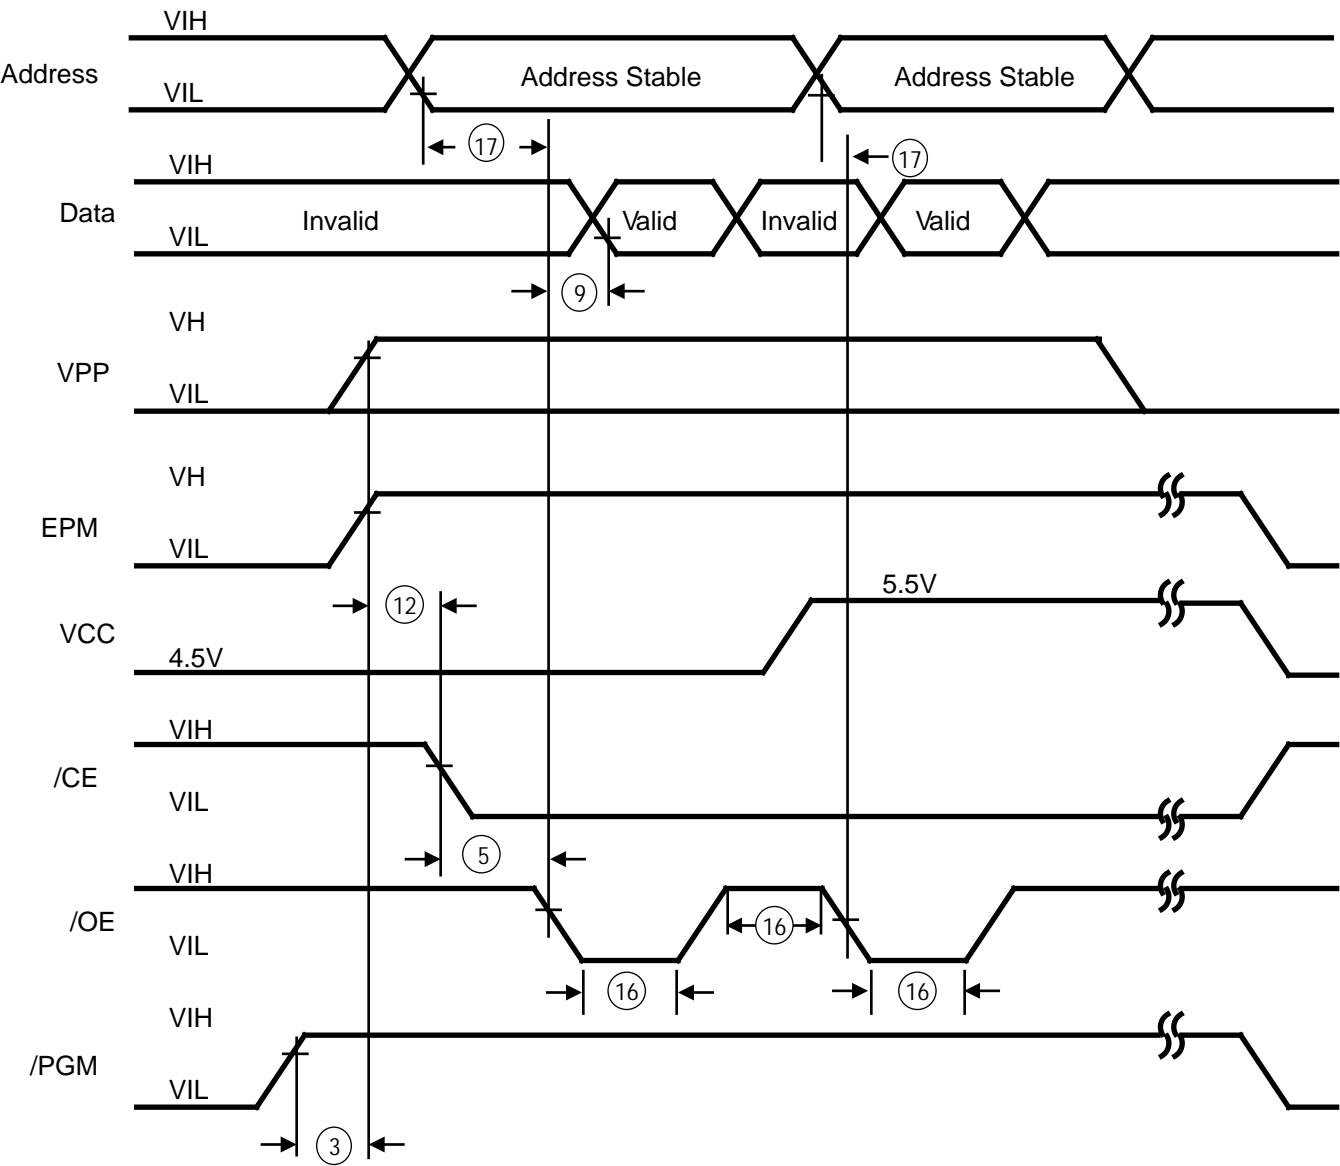 VIH
Address
Address Stable
Address Stable
VIL
17
17
VIH
Data
Invalid
Valid
Invalid
Valid
VIL
9
VH
VPP
VIL
VH
EPM
VIL
12
5.5V
VCC
4.5V
VIH
/CE
VIL
5
VIH
/OE
16
VIL
16
16
VIH
/PGM
VIL
3